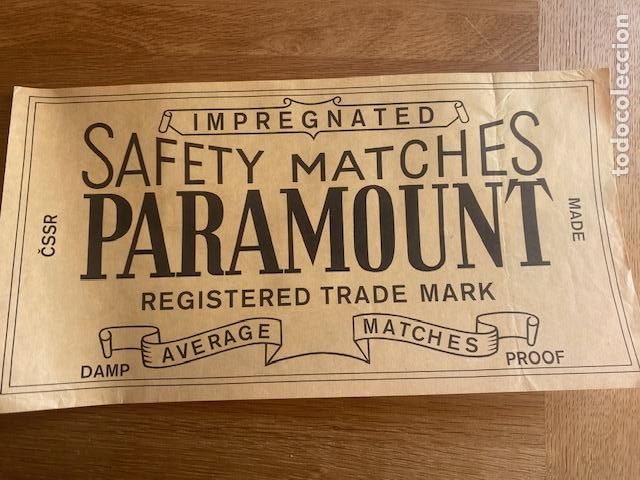 IMPREGNATED
SAFETY MATCHES
PARAMOUNT
ČSSR
MADE
REGISTERED TRADE MARK
AVERAGE MATCHES
DAMP PROOF
todocoleccion